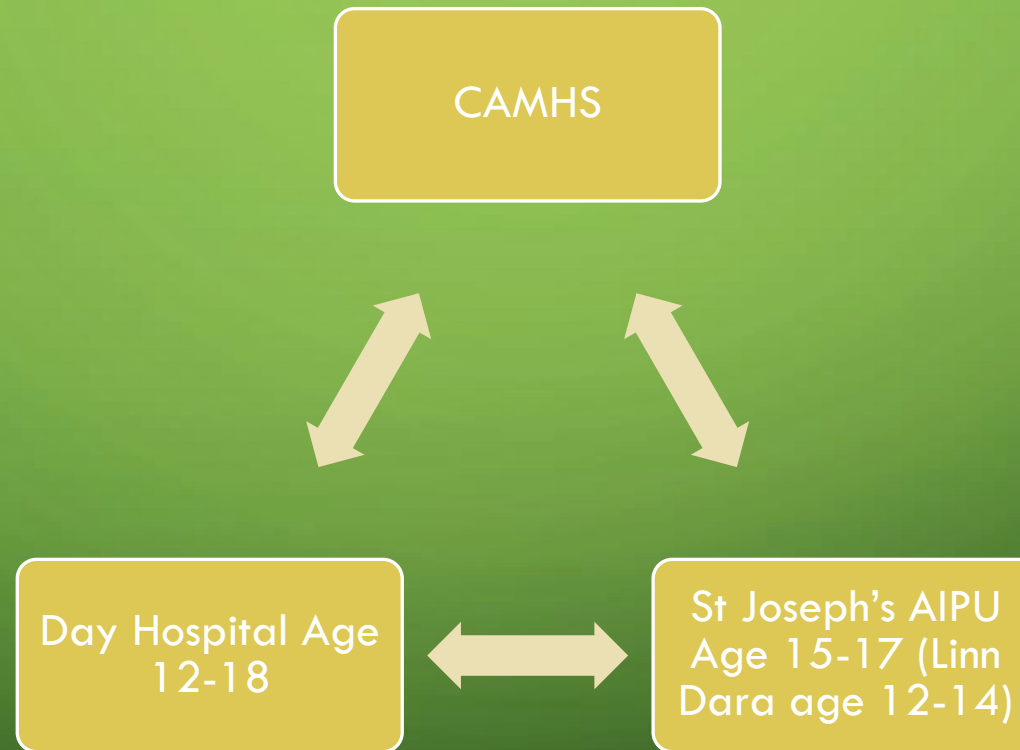 CAMHS
Day Hospital Age
12-18
St Joseph’s AIPU
Age 15-17 (Linn
Dara age 12-14)